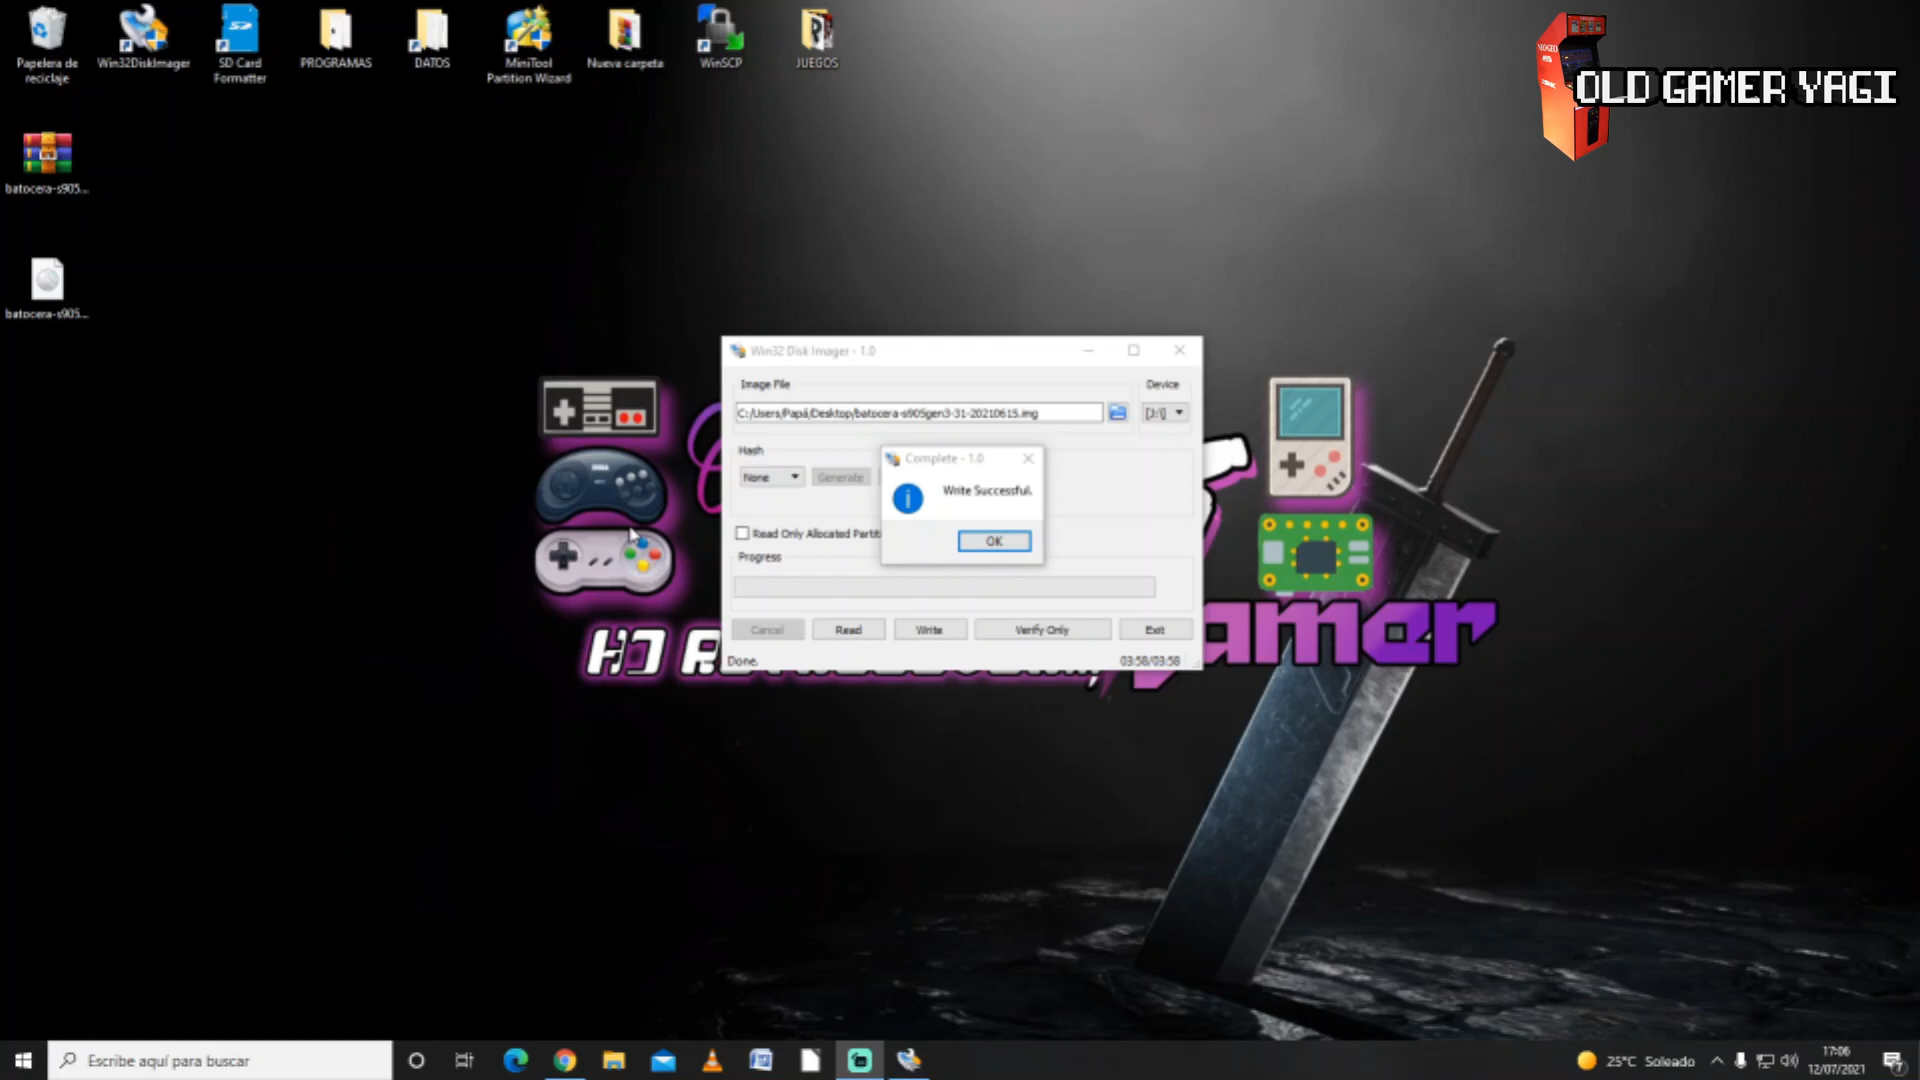 Papelera de
reciclaje
Win32DiskImager
SD Card
Formatter
PROGRAMAS
DATOS
MiniTool
Partition Wizard
Nueva carpeta
WinSCP
JUEGOS
OLD GAMER YAGI
batocera-s905...
batocera-s905...
Win32 Disk Imager - 1.0
Image File
Device
C:/Users/Papá/Desktop/batocera-s905gen3-31-20210615.img
[J:\]
Hash
None
Generate
Complete - 1.0
Write Successful.
OK
Read Only Allocated
Progress
Cancel
Read
Write
Verify Only
Exit
Done.
03:58/03:58
HD
Gamer
Escribe aquí para buscar
25°C Soleado
17:06
12/07/2021